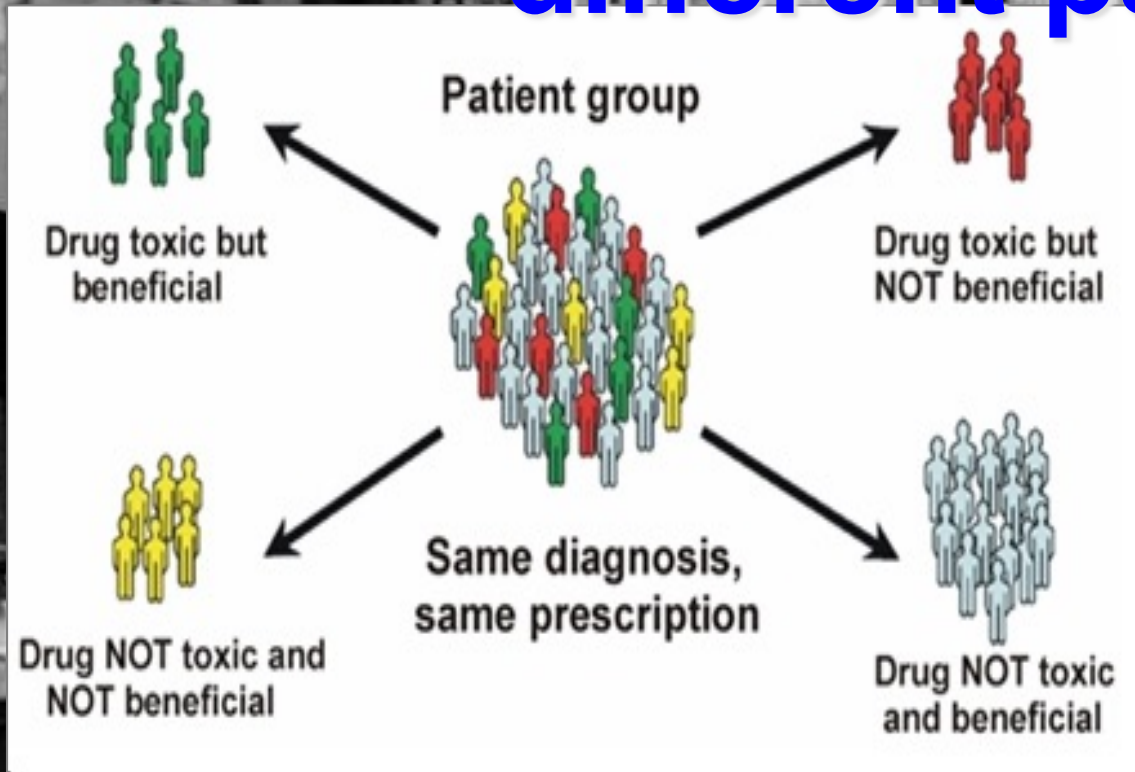 different
Patient group
Drug toxic but
beneficial
Drug toxic but
NOT beneficial
Same diagnosis,
same prescription
Drug NOT toxic and
NOT beneficial
Drug NOT toxic
and beneficial